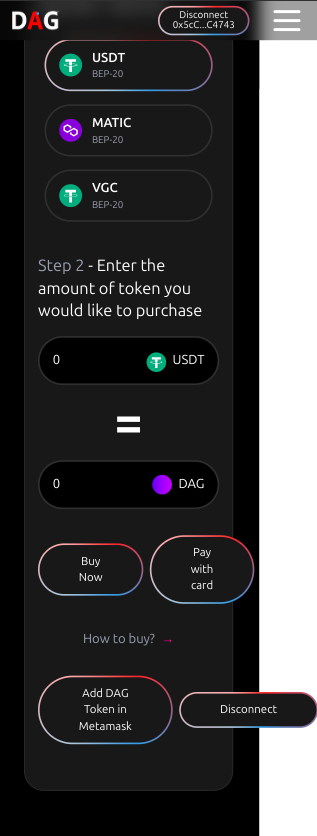 DAG
Disconnect
0x5cC...C4743
USDT
BEP-20
MATIC
BEP-20
VGC
BEP-20
Step 2 - Enter the
amount of token you
would like to purchase
0 USDT
=
0 DAG
Buy
Now
Pay
with
card
How to buy? →
Add DAG
Token in
Metamask
Disconnect